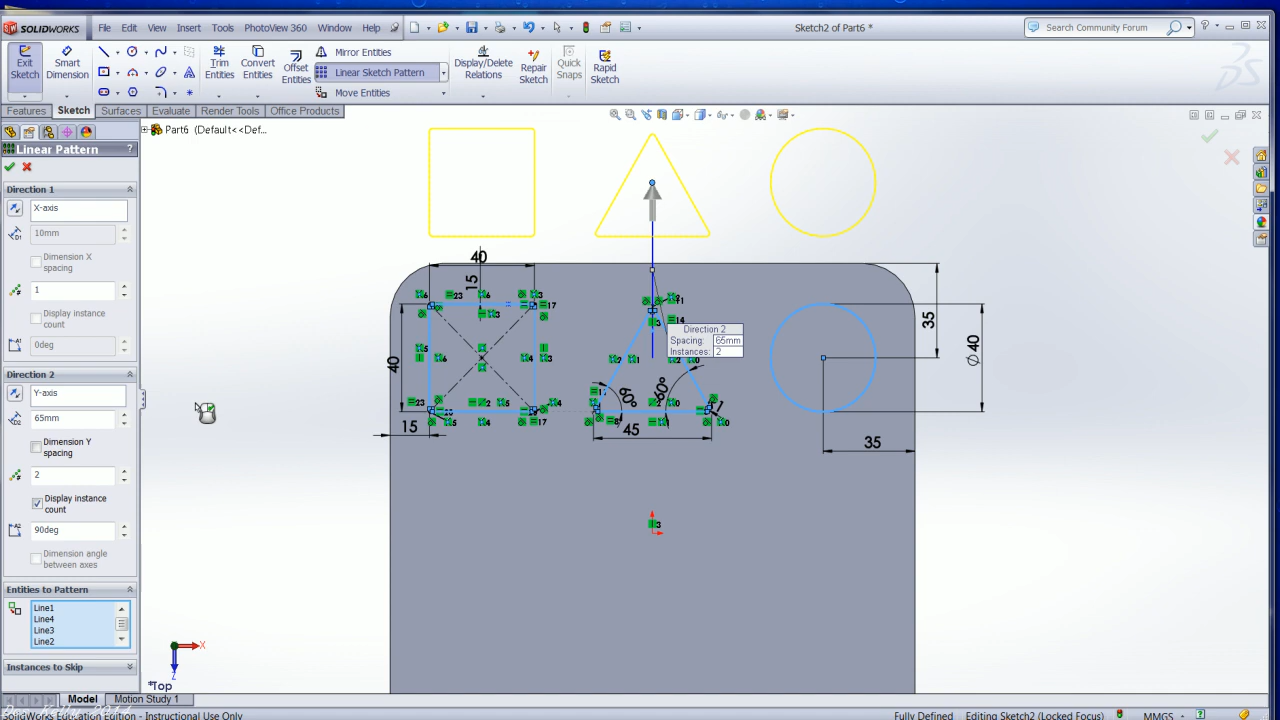 SOLIDWORKS File Edit View Insert Tools PhotoView 360 Window Help Sketch2 of Part6 * Search Community Forum
Exit Sketch
Smart Dimension
Trim Entities
Convert Entities
Offset Entities
Mirror Entities
Linear Sketch Pattern
Move Entities
Display/Delete Relations
Repair Sketch
Quick Snaps
Rapid Sketch
Features Sketch Surfaces Evaluate Render Tools Office Products
Part6 (Default<<Def...
Linear Pattern ?
Direction 1
X-axis
10mm
Dimension X spacing
1
Display instance count
0deg
Direction 2
Y-axis
65mm
Dimension Y spacing
2
Display instance count
90deg
Dimension angle between axes
Entities to Pattern
Line1
Line4
Line3
Line2
Instances to Skip
40
15
40
15
60°
60°
45
Direction 2
Spacing: 65mm
Instances: 2
35
Ø40
35
3
X
Z
*Top
Model Motion Study 1
SolidWorks Education Edition - Instructional Use Only Fully Defined Editing Sketch2 (Locked Focus) MMGS